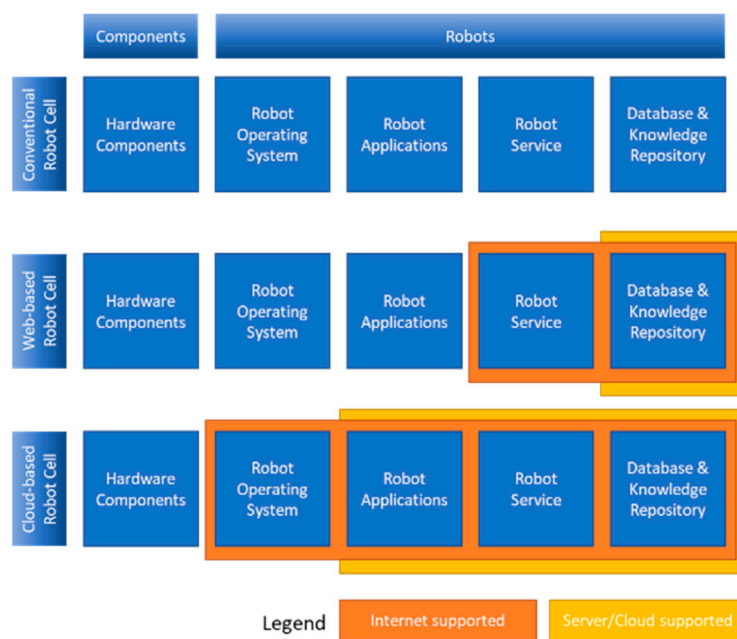 Components
Robots
Conventional
Robot Cell
Hardware
Components
Robot
Operating
System
Robot
Applications
Robot
Service
Database &
Knowledge
Repository
Web-based
Robot Cell
Hardware
Components
Robot
Operating
System
Robot
Applications
Robot
Service
Database &
Knowledge
Repository
Cloud-based
Robot Cell
Hardware
Components
Robot
Operating
System
Robot
Applications
Robot
Service
Database &
Knowledge
Repository
Legend
Internet supported
Server/Cloud supported